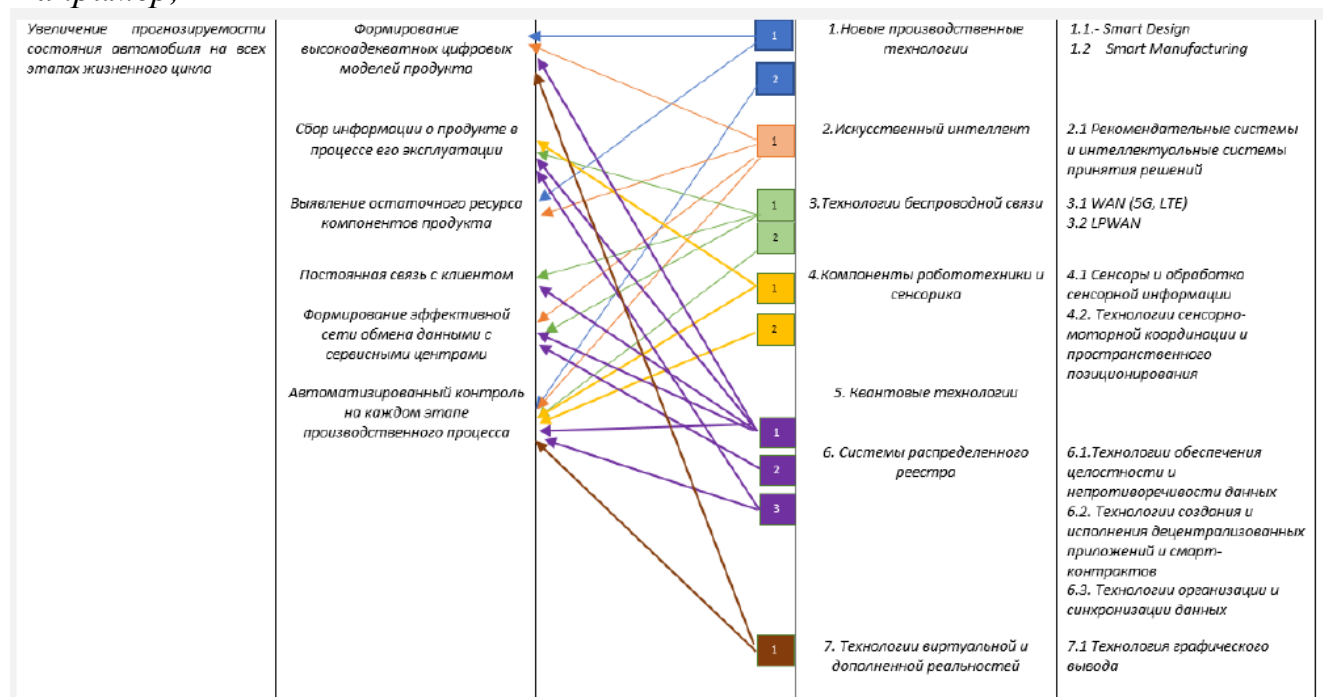 Увеличение прогнозируемости
состояния автомобиля на всех
этапах жизненного цикла
Формирование
высокоадекватных цифровых
моделей продукта
Сбор информации о продукте в
процессе его эксплуатации
Выявление остаточного ресурса
компонентов продукта
Постоянная связь с клиентом
Формирование эффективной
сети обмена данными с
сервисными центрами
Автоматизированный контроль
на каждом этапе
производственного процесса
1
2
1
1
2
1
2
1
2
3
1
1.Новые производственные
технологии
2.Искусственный интеллект
3.Технологии беспроводной связи
4.Компоненты робототехники и
сенсорика
5. Квантовые технологии
6. Системы распределенного
реестра
7. Технологии виртуальной и
дополненной реальностей
1.1.- Smart Design
1.2 Smart Manufacturing
2.1 Рекомендательные системы
и интеллектуальные системы
принятия решений
3.1 WAN (5G, LTE)
3.2 LPWAN
4.1 Сенсоры и обработка
сенсорной информации
4.2. Технологии сенсорно-
моторной координации и
пространственного
позиционирования
6.1.Технологии обеспечения
целостности и
непротиворечивости данных
6.2. Технологии создания и
исполнения децентрализованных
приложений и смарт-
контрактов
6.3. Технологии организации и
синхронизации данных
7.1 Технология графического
вывода